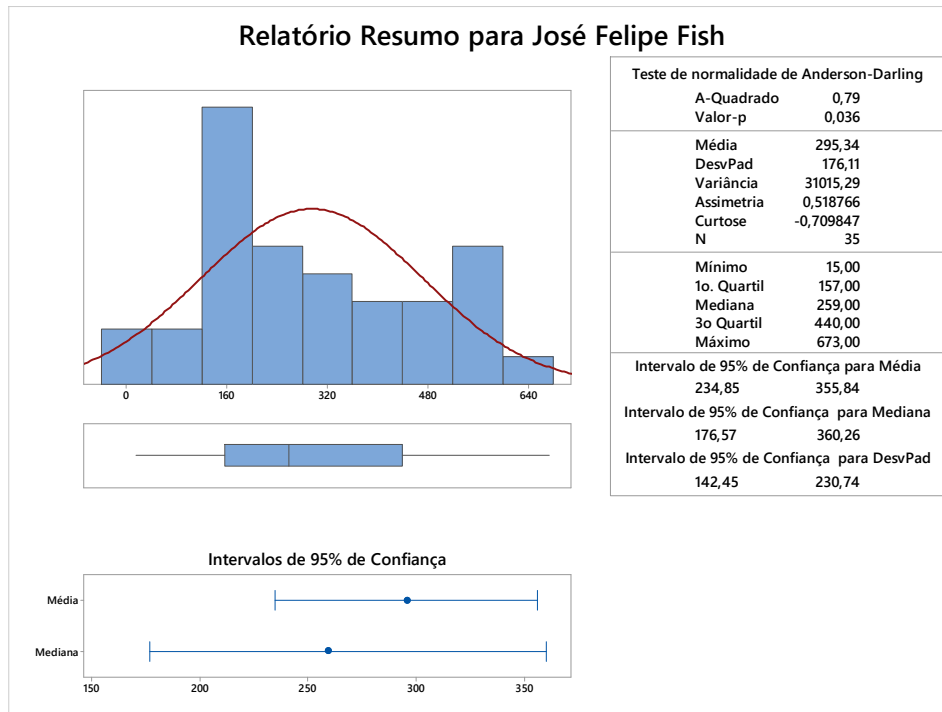 Relatório Resumo para José Felipe Fish
0
160
320
480
640
Intervalos de 95% de Confiança
Média
Mediana
150
200
250
300
350
Teste de normalidade de Anderson-Darling
A-Quadrado 0,79
Valor-p 0,036
Média 295,34
DesvPad 176,11
Variância 31015,29
Assimetria 0,518766
Curtose -0,709847
N 35
Mínimo 15,00
1o. Quartil 157,00
Mediana 259,00
3o Quartil 440,00
Máximo 673,00
Intervalo de 95% de Confiança para Média
234,85 355,84
Intervalo de 95% de Confiança para Mediana
176,57 360,26
Intervalo de 95% de Confiança para DesvPad
142,45 230,74